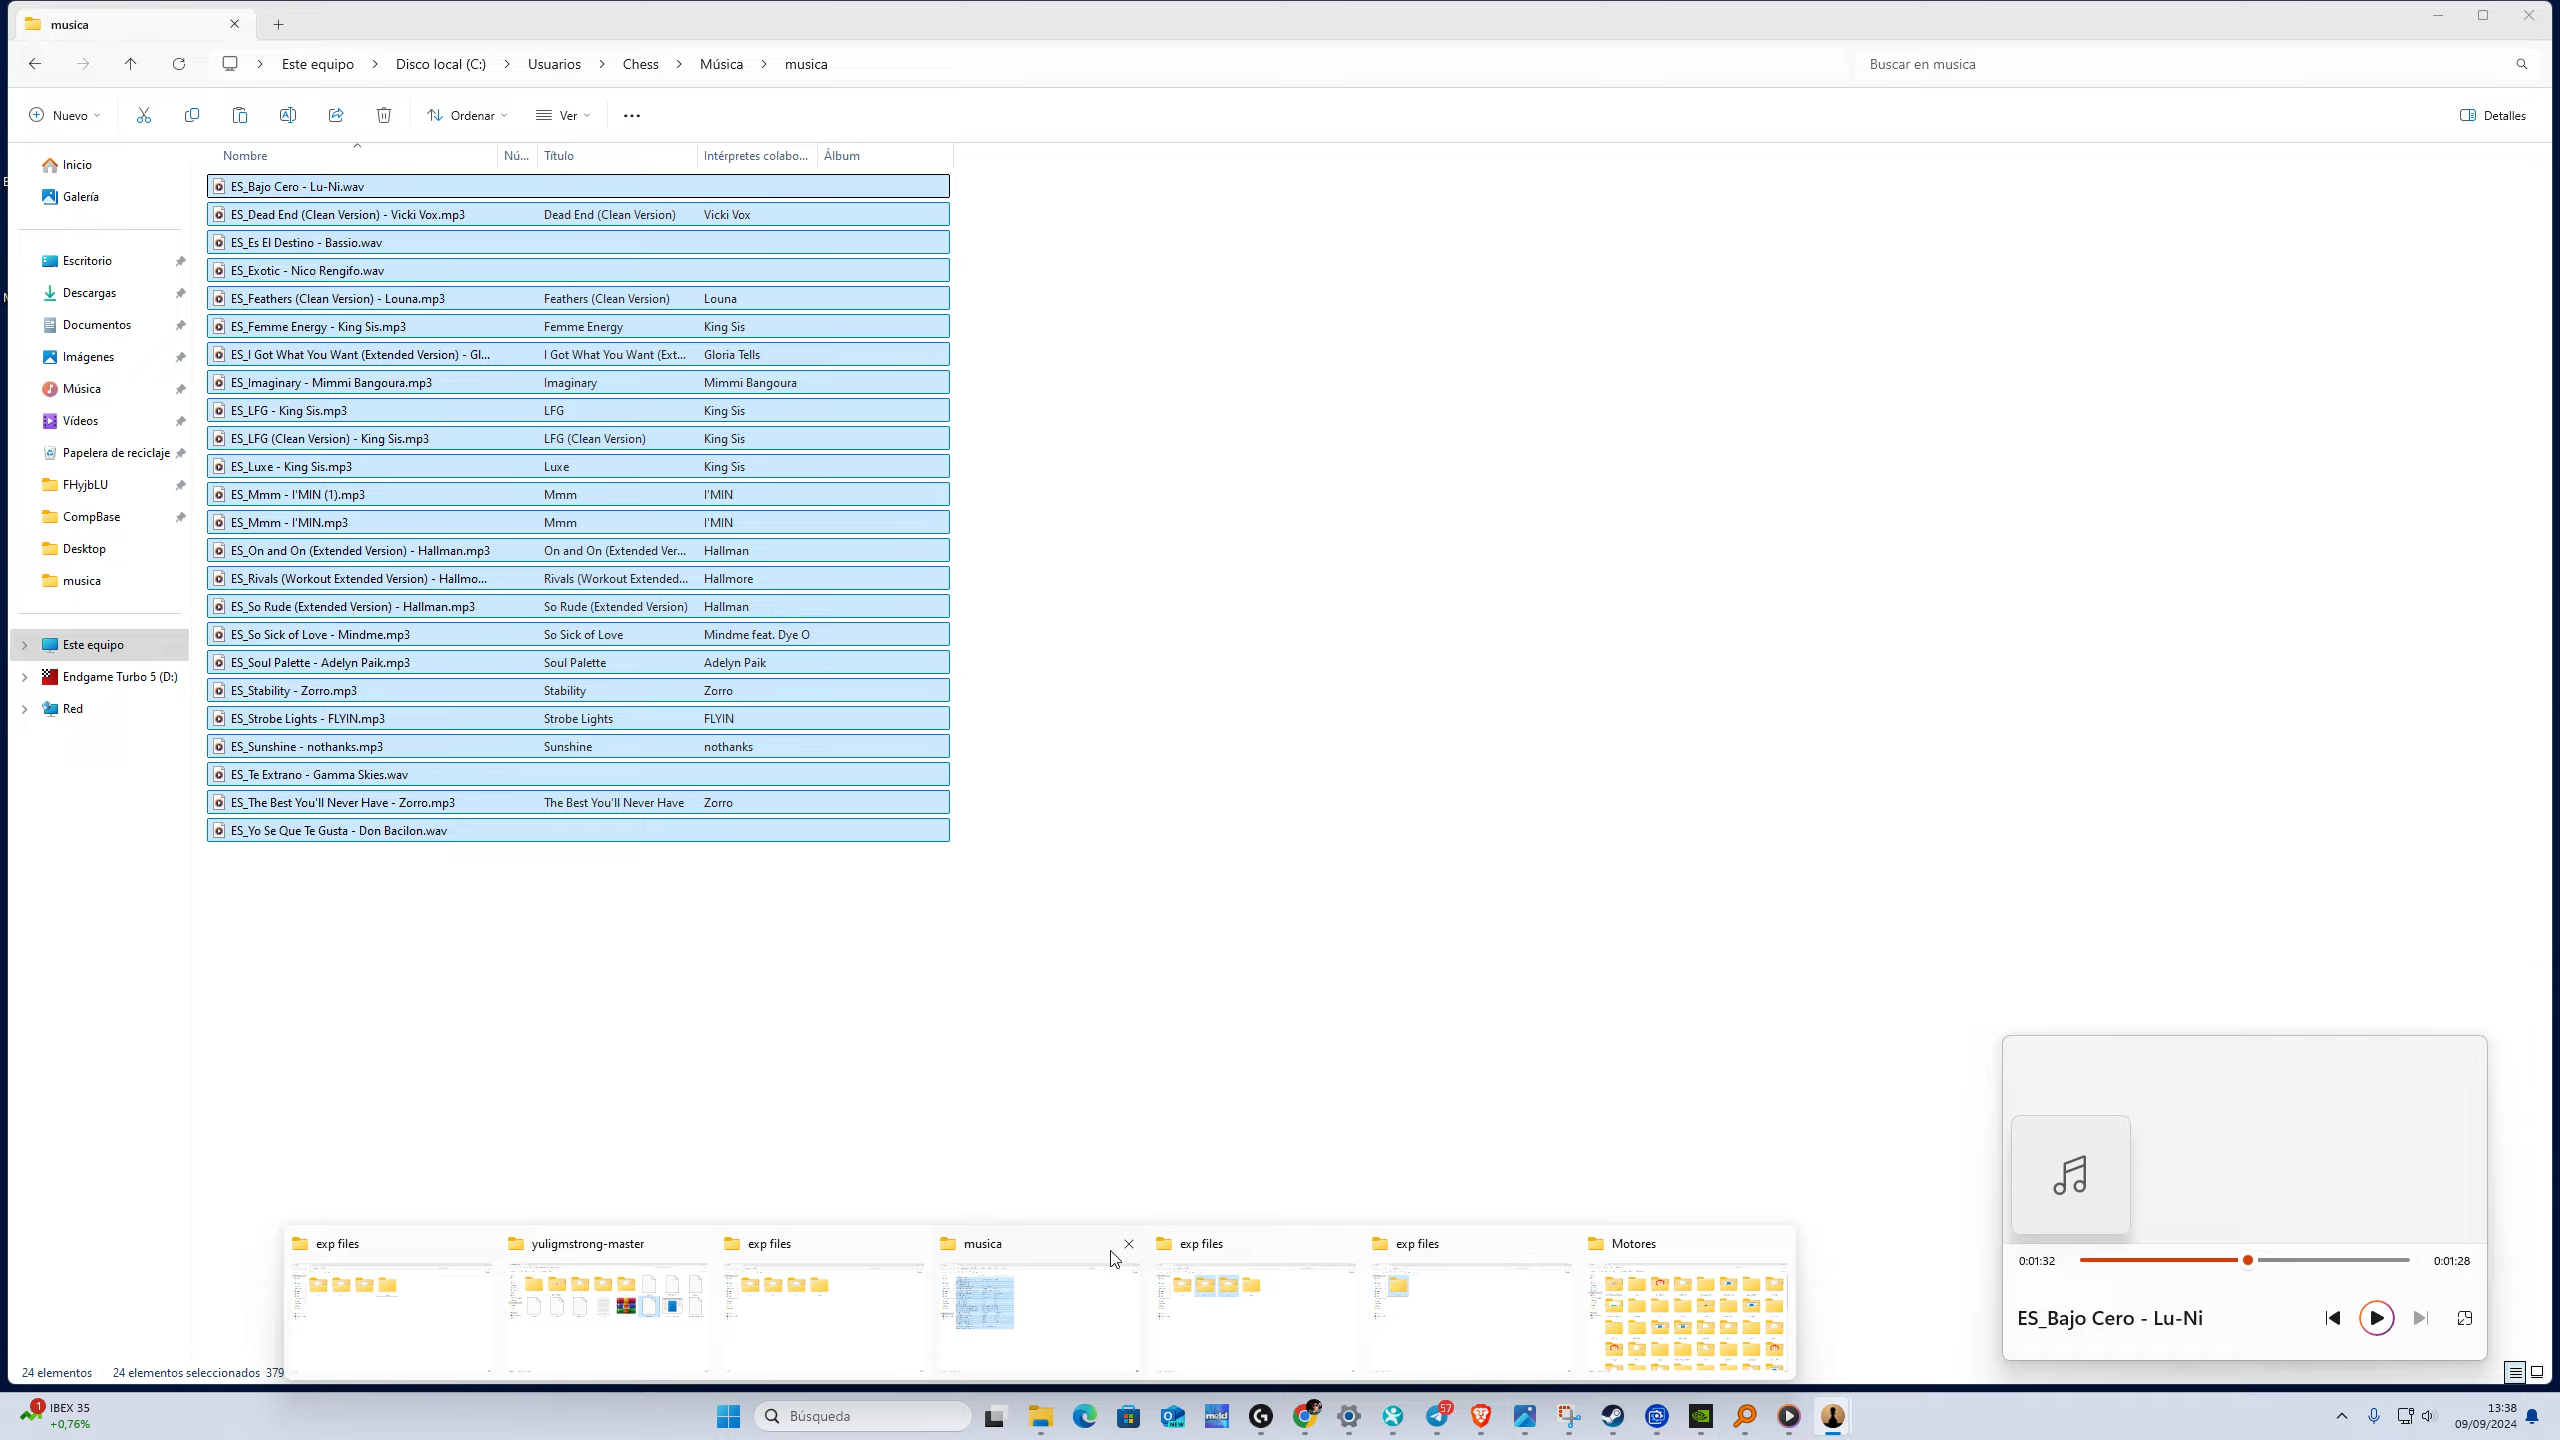 musica
Este equipo
Disco local (C:)
Usuarios
Chess
Música
musica
Buscar en musica
Nuevo
Ordenar
Ver
Detalles
Inicio
Galería
Escritorio
Descargas
Documentos
Imágenes
Música
Vídeos
Papelera de reciclaje
FHyjbLU
CompBase
Desktop
musica
Este equipo
Endgame Turbo 5 (D:)
Red
Nombre Nú... Título Intérpretes colabo... Álbum
ES_Bajo Cero - Lu-Ni.wav
ES_Dead End (Clean Version) - Vicki Vox.mp3 Dead End (Clean Version) Vicki Vox
ES_Es El Destino - Bassio.wav
ES_Exotic - Nico Rengifo.wav
ES_Feathers (Clean Version) - Louna.mp3 Feathers (Clean Version) Louna
ES_Femme Energy - King Sis.mp3 Femme Energy King Sis
ES_I Got What You Want (Extended Version) - Gl... I Got What You Want (Ext... Gloria Tells
ES_Imaginary - Mimmi Bangoura.mp3 Imaginary Mimmi Bangoura
ES_LFG - King Sis.mp3 LFG King Sis
ES_LFG (Clean Version) - King Sis.mp3 LFG (Clean Version) King Sis
ES_Luxe - King Sis.mp3 Luxe King Sis
ES_Mmm - I'MIN (1).mp3 Mmm I'MIN
ES_Mmm - I'MIN.mp3 Mmm I'MIN
ES_On and On (Extended Version) - Hallman.mp3 On and On (Extended Ver... Hallman
ES_Rivals (Workout Extended Version) - Hallmo... Rivals (Workout Extended... Hallmore
ES_So Rude (Extended Version) - Hallman.mp3 So Rude (Extended Version) Hallman
ES_So Sick of Love - Mindme.mp3 So Sick of Love Mindme feat. Dye O
ES_Soul Palette - Adelyn Paik.mp3 Soul Palette Adelyn Paik
ES_Stability - Zorro.mp3 Stability Zorro
ES_Strobe Lights - FLYIN.mp3 Strobe Lights FLYIN
ES_Sunshine - nothanks.mp3 Sunshine nothanks
ES_Te Extrano - Gamma Skies.wav
ES_The Best You'll Never Have - Zorro.mp3 The Best You'll Never Have Zorro
ES_Yo Se Que Te Gusta - Don Bacilon.wav
exp files
yuligmstrong-master
exp files
musica
exp files
exp files
Motores
0:01:32
0:01:28
ES_Bajo Cero - Lu-Ni
24 elementos 24 elementos seleccionados 379
1
IBEX 35
+0,76%
Búsqueda
NEW
meld
57
13:38
09/09/2024